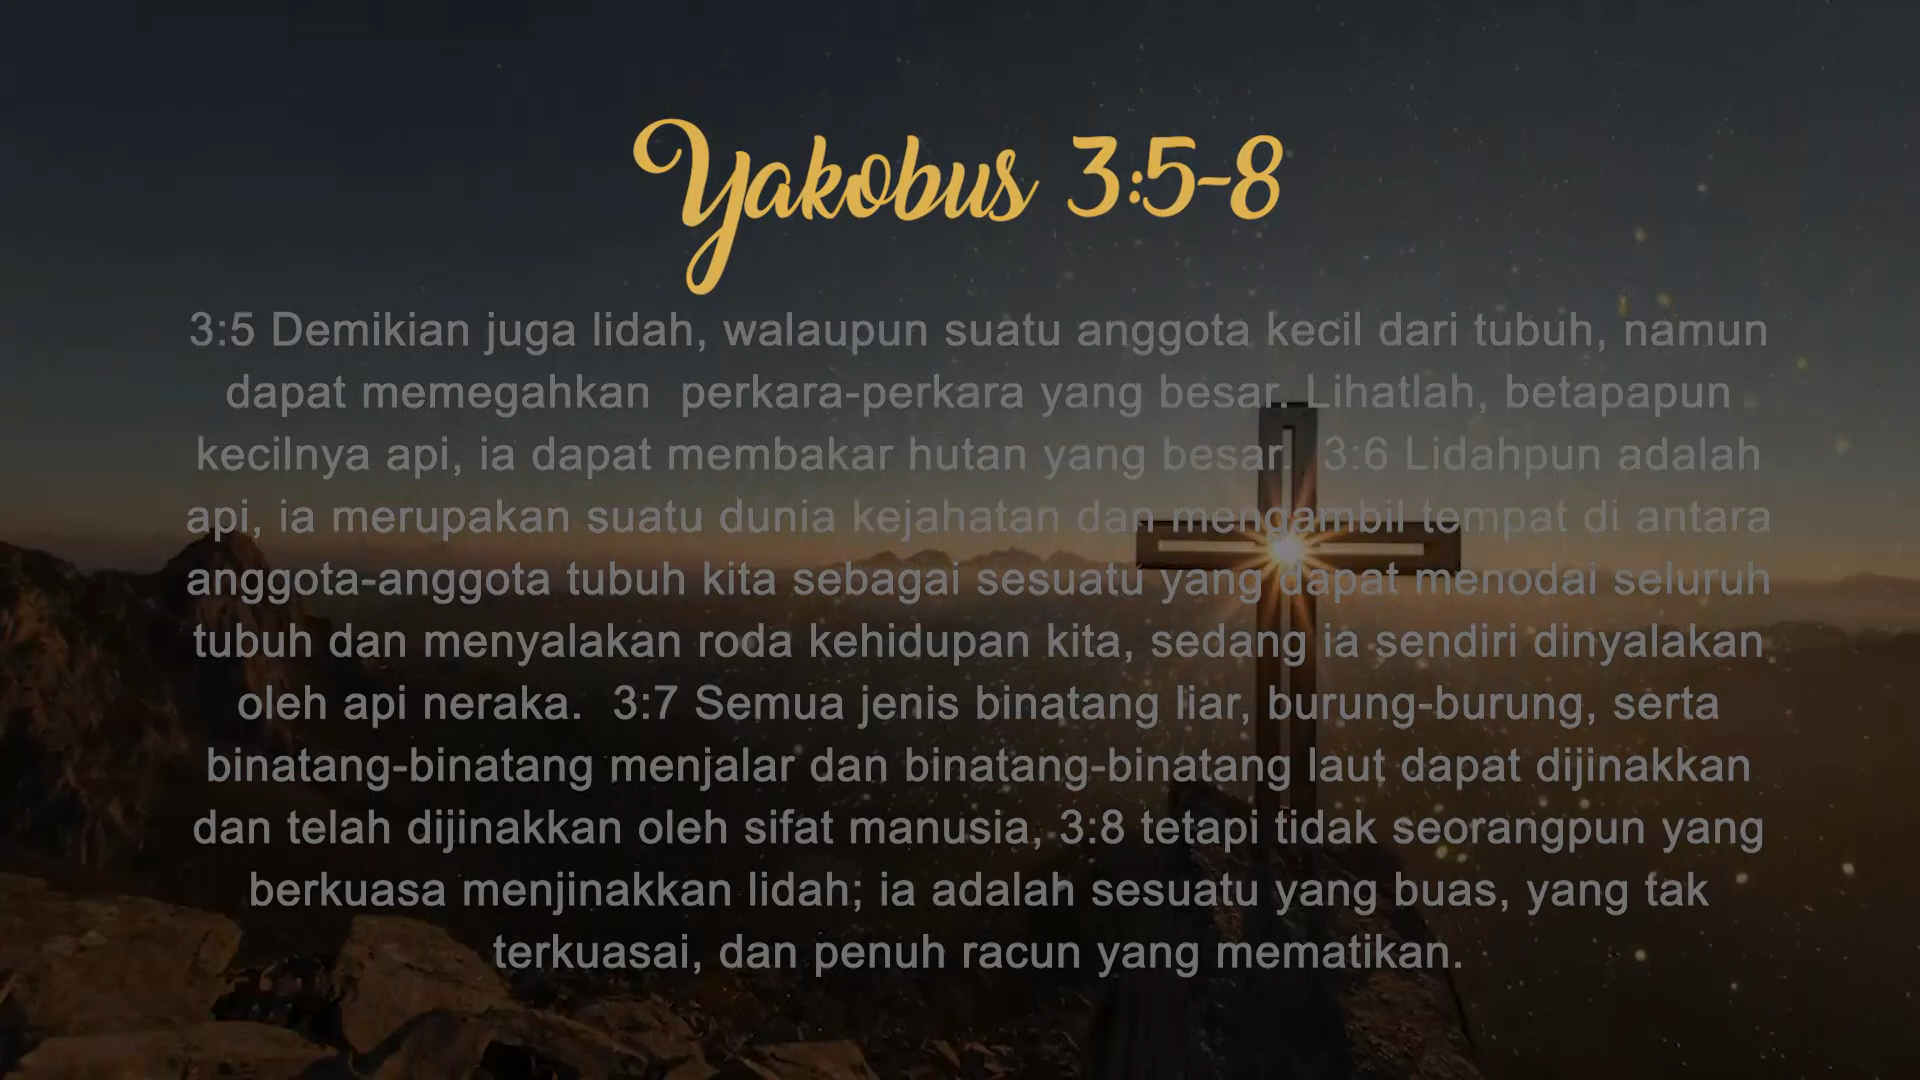 Yakobus 3:5-8
3:5 Demikian juga lidah, walaupun suatu anggota kecil dari tubuh, namun
dapat memegahkan  perkara-perkara yang besar. Lihatlah, betapapun
kecilnya api, ia dapat membakar hutan yang besar.  3:6 Lidahpun adalah
api, ia merupakan suatu dunia kejahatan dan mengambil tempat di antara
anggota-anggota tubuh kita sebagai sesuatu yang dapat menodai seluruh
tubuh dan menyalakan roda kehidupan kita, sedang ia sendiri dinyalakan
oleh api neraka.  3:7 Semua jenis binatang liar, burung-burung, serta
binatang-binatang menjalar dan binatang-binatang laut dapat dijinakkan
dan telah dijinakkan oleh sifat manusia, 3:8 tetapi tidak seorangpun yang
berkuasa menjinakkan lidah; ia adalah sesuatu yang buas, yang tak
terkuasai, dan penuh racun yang mematikan.